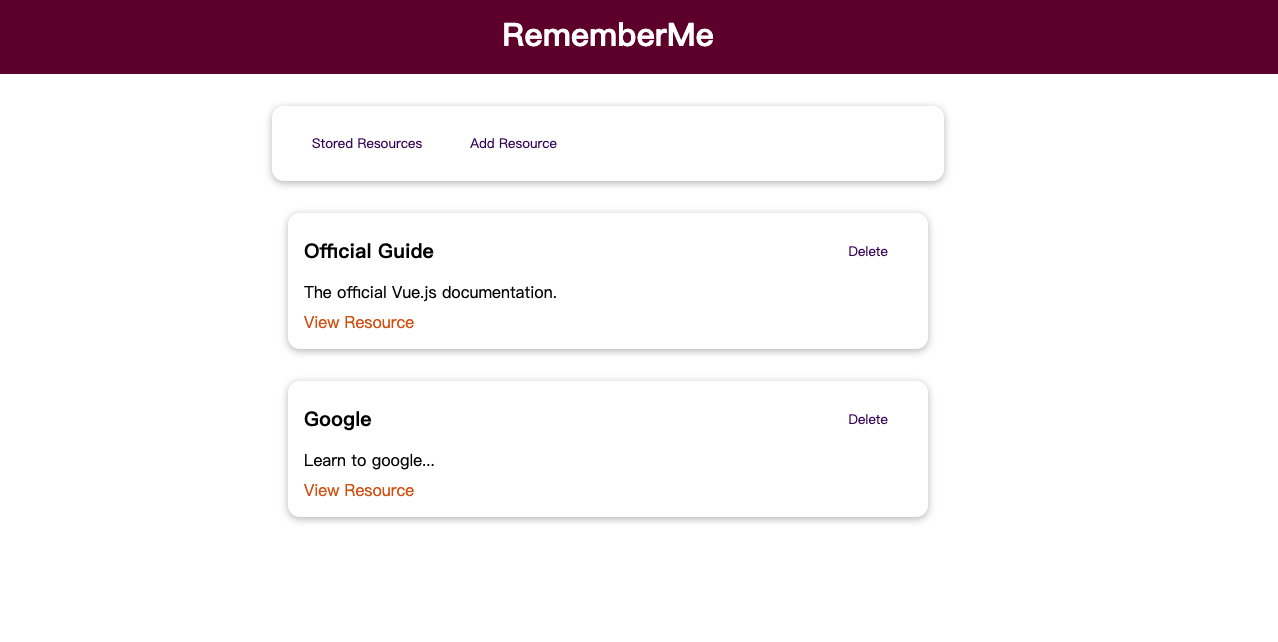 RememberMe
Stored Resources Add Resource
Official Guide Delete
The official Vue.js documentation.
View Resource
Google Delete
Learn to google...
View Resource